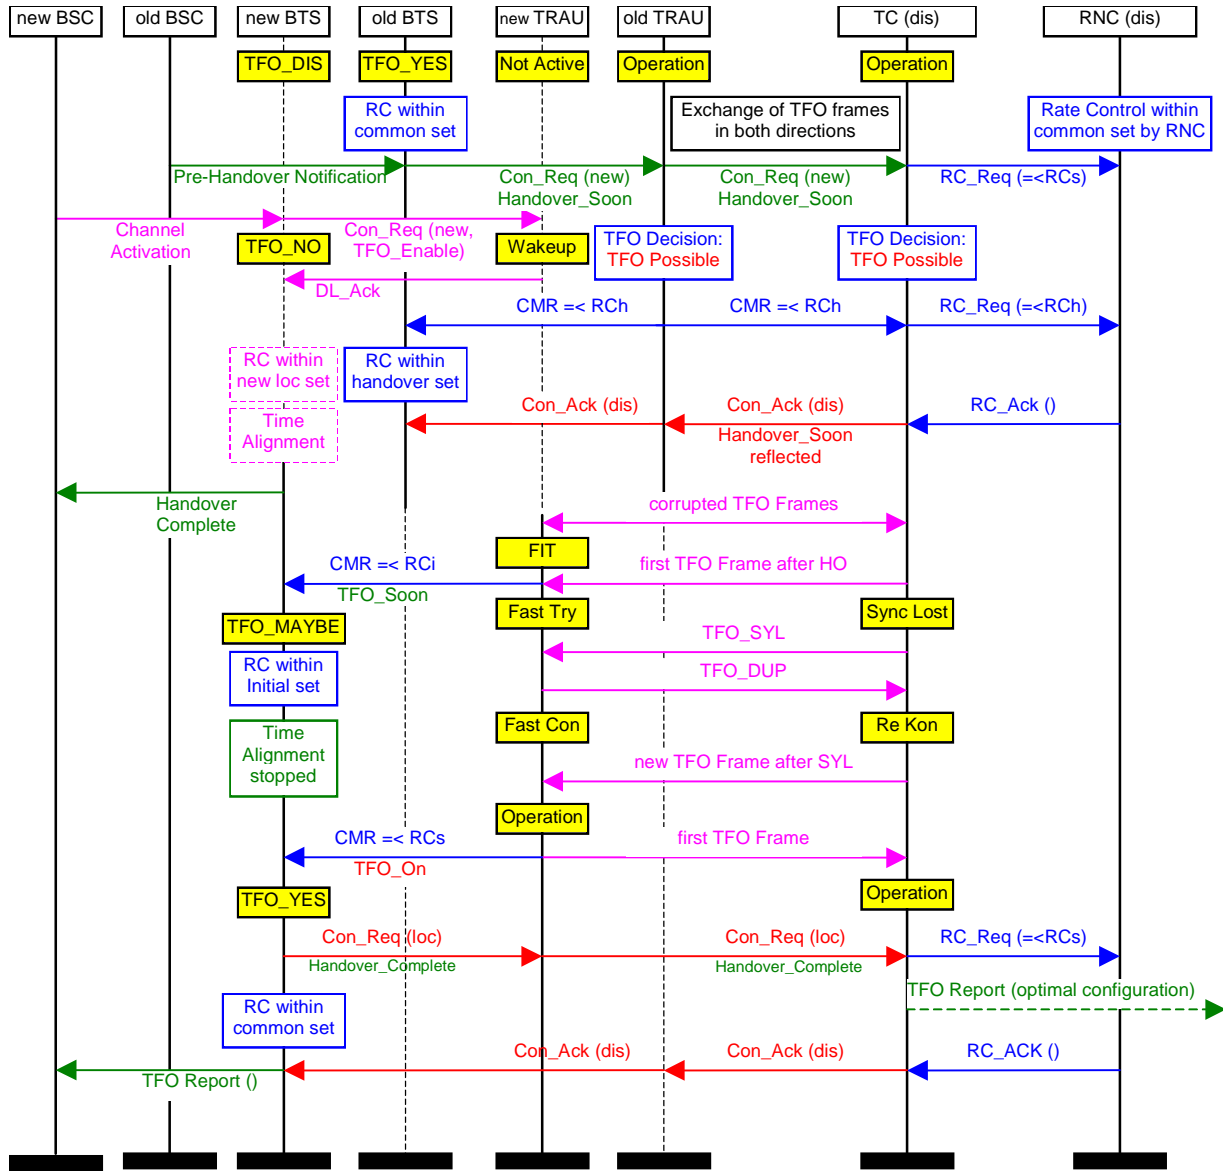 new BSC
old BSC
new BTS
old BTS
new TRAU
old TRAU
TC (dis)
RNC (dis)
TFO_DIS
TFO_YES
Not Active
Operation
Operation
RC within
common set
Exchange of TFO frames
in both directions
Rate Control within
common set by RNC
Pre-Handover Notification
Con_Req (new)
Handover_Soon
Con_Req (new)
Handover_Soon
RC_Req (=<RCs)
Channel
Activation
TFO_NO
Con_Req (new,
TFO_Enable)
Wakeup
TFO Decision:
TFO Possible
TFO Decision:
TFO Possible
DL_Ack
CMR =< RCh
CMR =< RCh
RC_Req (=<RCh)
RC within
new loc set
RC within
handover set
Time
Alignment
Con_Ack (dis)
Con_Ack (dis)
Handover_Soon
reflected
RC_Ack ()
Handover
Complete
corrupted TFO Frames
FIT
CMR =< RCi
TFO_Soon
first TFO Frame after HO
TFO_MAYBE
Fast Try
Sync Lost
TFO_SYL
RC within
Initial set
TFO_DUP
Time
Alignment
stopped
Fast Con
Re Kon
new TFO Frame after SYL
Operation
CMR =< RCs
TFO_On
first TFO Frame
TFO_YES
Operation
Con_Req (loc)
Handover_Complete
Con_Req (loc)
Handover_Complete
RC_Req (=<RCs)
TFO Report (optimal configuration)
RC within
common set
Con_Ack (dis)
Con_Ack (dis)
RC_ACK ()
TFO Report ()